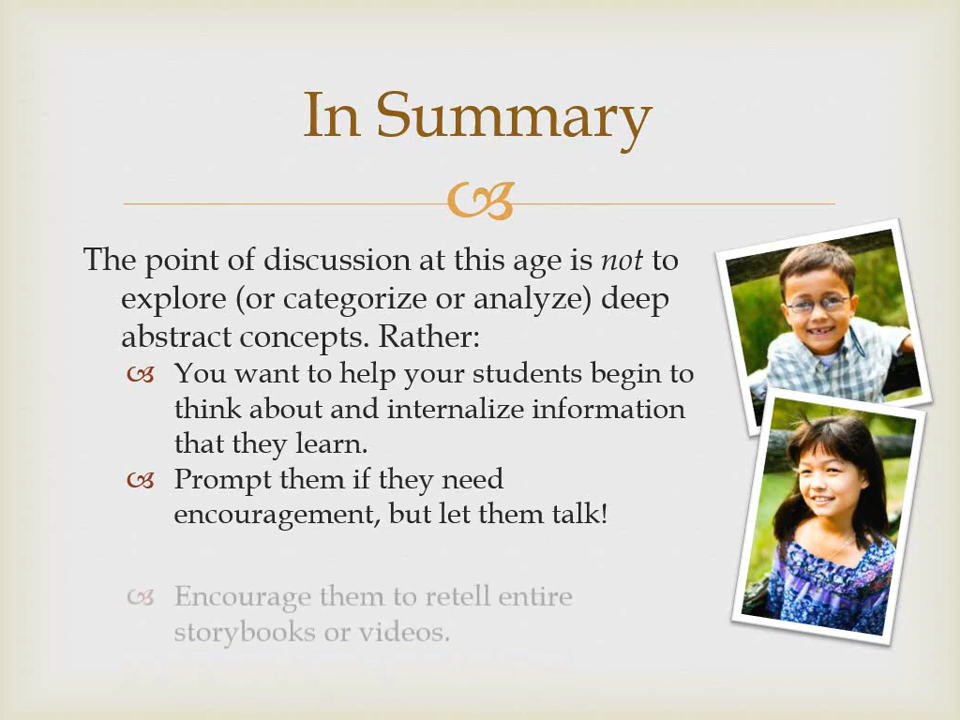 In Summary
The point of discussion at this age is not to
explore (or categorize or analyze) deep
abstract concepts. Rather:
You want to help your students begin to
think about and internalize information
that they learn.
Prompt them if they need
encouragement, but let them talk!
Encourage them to retell entire
storybooks or videos.